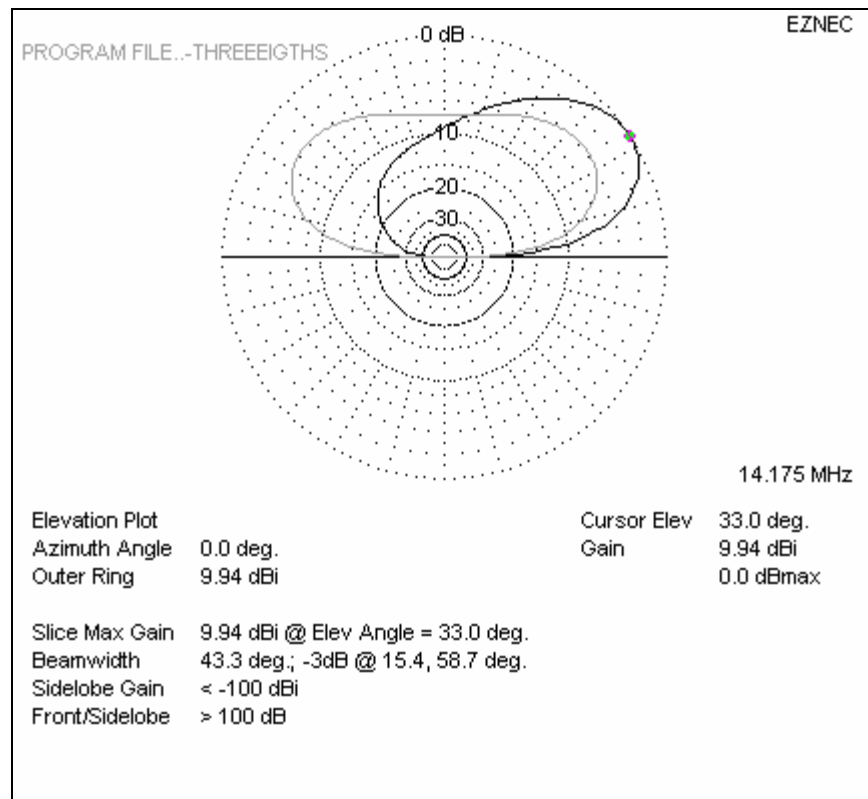 EZNEC
0 dB
PROGRAM FILE..-THREEEIGTHS
10
20
30
14.175 MHz
Elevation Plot
Azimuth Angle 0.0 deg.
Outer Ring 9.94 dBi
Cursor Elev 33.0 deg.
Gain 9.94 dBi
0.0 dBmax
Slice Max Gain 9.94 dBi @ Elev Angle = 33.0 deg.
Beamwidth 43.3 deg.; -3dB @ 15.4, 58.7 deg.
Sidelobe Gain < -100 dBi
Front/Sidelobe > 100 dB